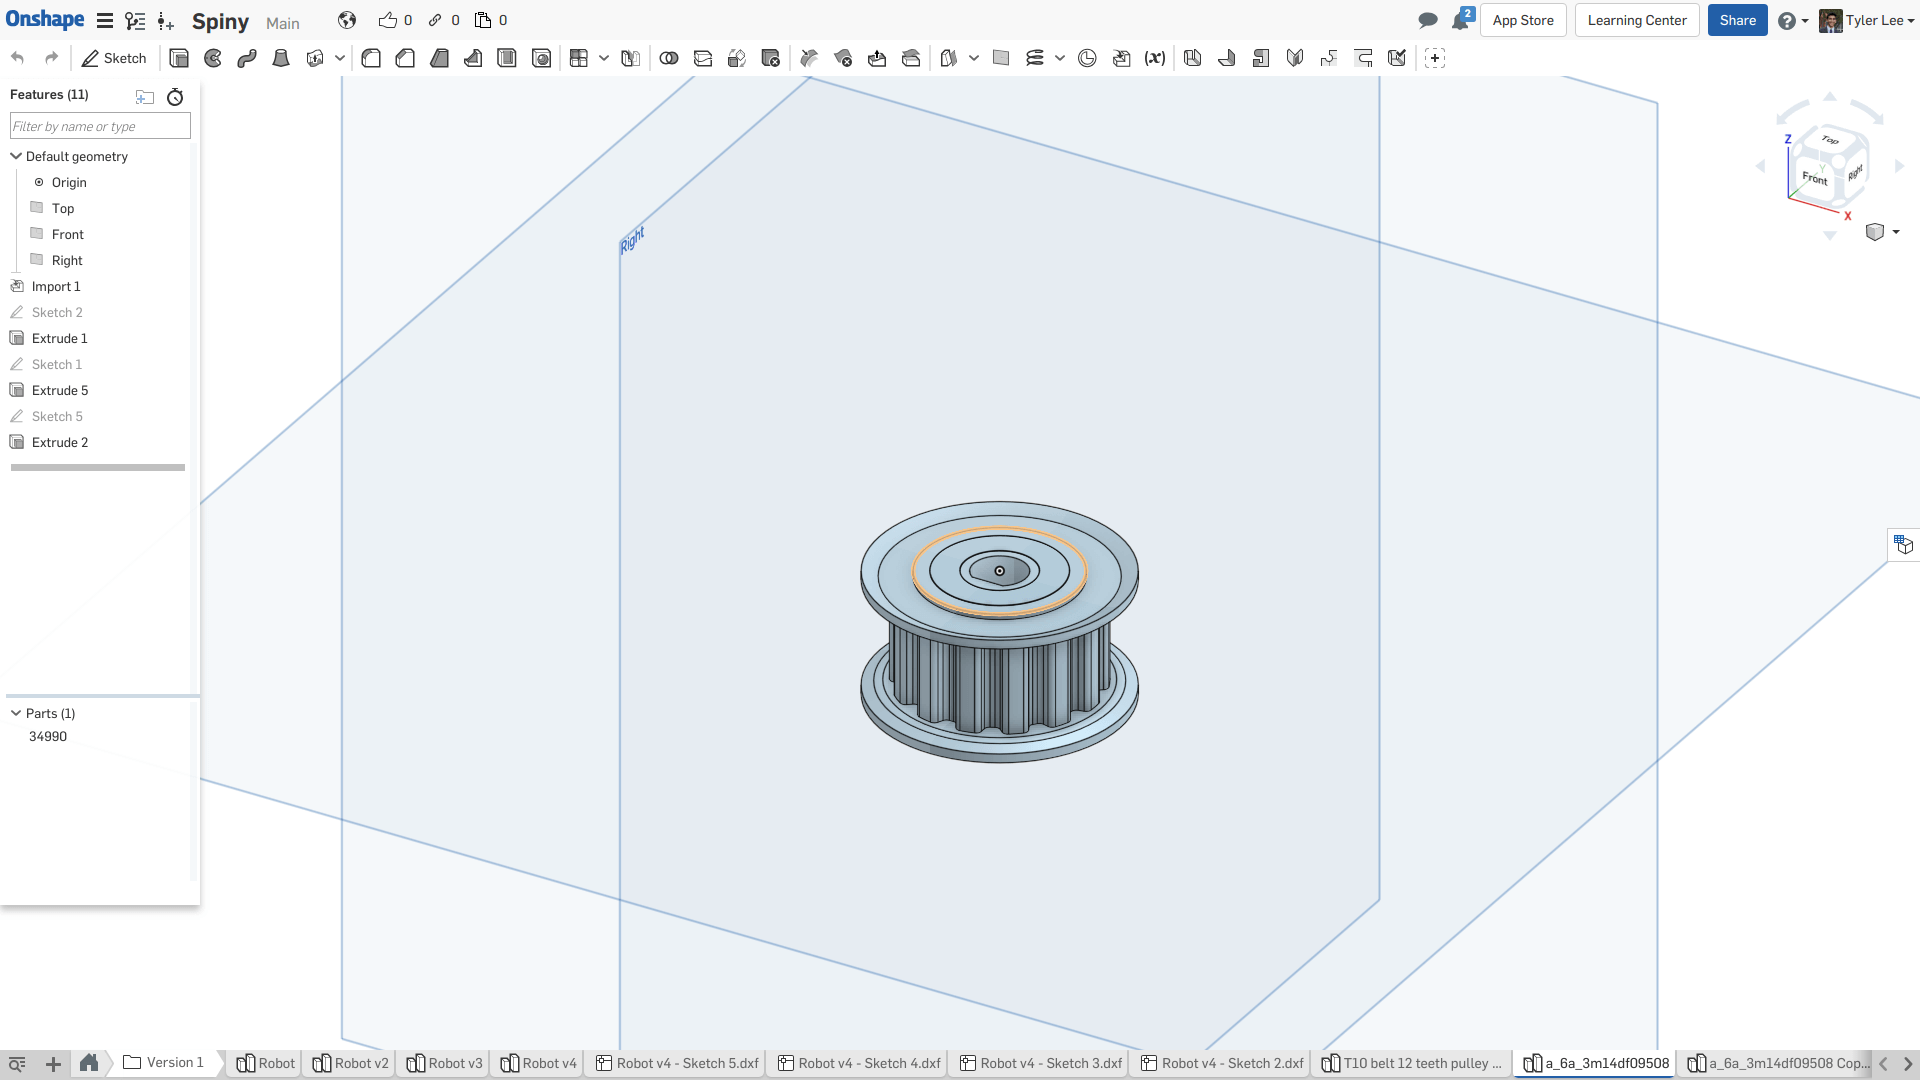 Onshape Spiny Main 0 0 0 2 App Store Learning Center Share ? Tyler Lee
Sketch (x)
Features (11)
Filter by name or type
Default geometry
Origin
Top
Front
Right
Import 1
Sketch 2
Extrude 1
Sketch 1
Extrude 5
Sketch 5
Extrude 2
Parts (1)
34990
Right
Z
Top
Y
Front
Right
X
Version 1 Robot Robot v2 Robot v3 Robot v4 Robot v4 - Sketch 5.dxf Robot v4 - Sketch 4.dxf Robot v4 - Sketch 3.dxf Robot v4 - Sketch 2.dxf T10 belt 12 teeth pulley ... a_6a_3m14df09508 a_6a_3m14df09508 Cop...